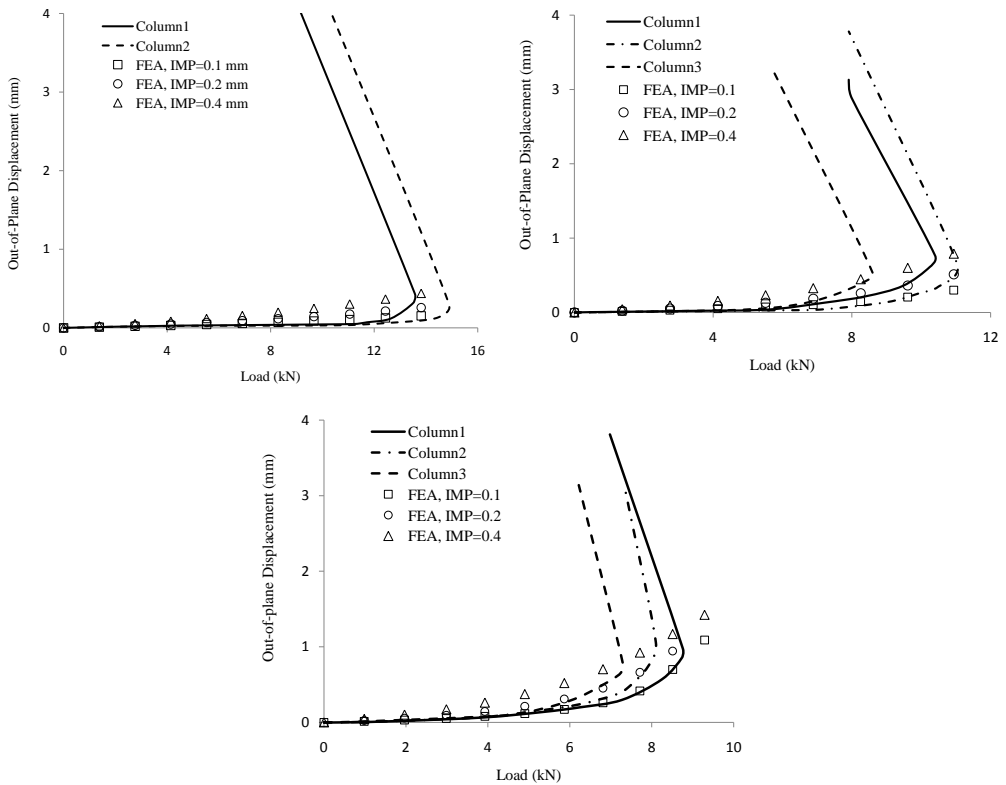 Out-of-Plane Displacement (mm)
4
3
2
1
0
Column1
Column2
FEA, IMP=0.1 mm
FEA, IMP=0.2 mm
FEA, IMP=0.4 mm
0 4 8 12 16
Load (kN)
Out-of-Plane Displacement (mm)
4
3
2
1
0
Column1
Column2
Column3
FEA, IMP=0.1
FEA, IMP=0.2
FEA, IMP=0.4
0 4 8 12
Load (kN)
Out-of-plane Displacement (mm)
4
3
2
1
0
Column1
Column2
Column3
FEA, IMP=0.1
FEA, IMP=0.2
FEA, IMP=0.4
0 2 4 6 8 10
Load (kN)